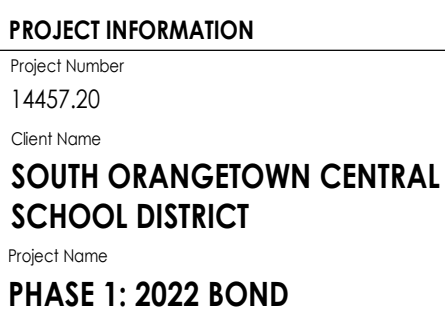 PROJECT INFORMATION
Project Number
14457.20
Client Name
SOUTH ORANGETOWN CENTRAL
SCHOOL DISTRICT
Project Name
PHASE 1: 2022 BOND